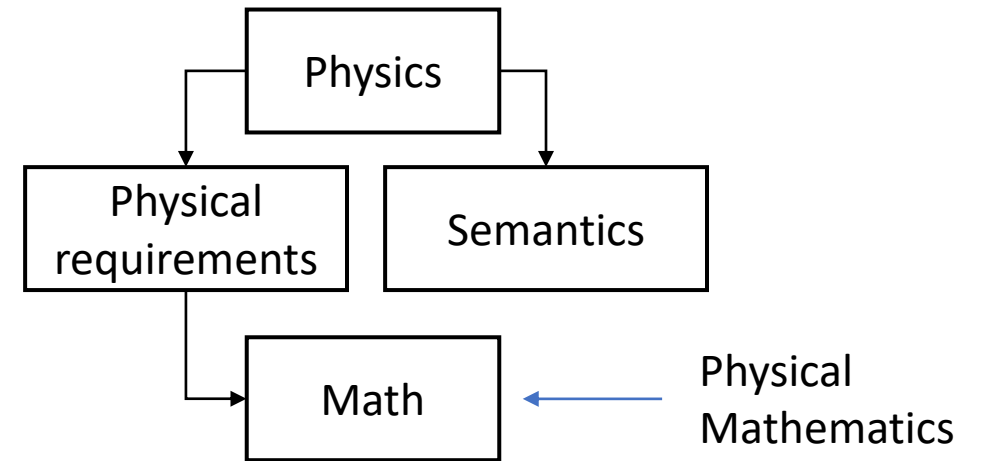 Physics
Physical
requirements
Semantics
Math
Physical
Mathematics